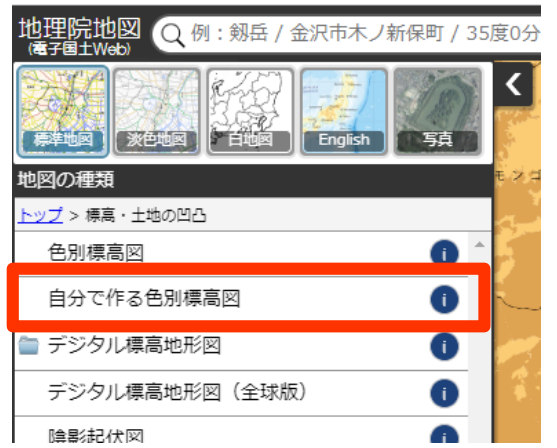 地理院地図
(電子国土Web)
例：剱岳 / 金沢市木ノ新保町 / 35度0分
標準地図
淡色地図
白地図
English
写真
地図の種類
トップ > 標高・土地の凹凸
色別標高図
自分で作る色別標高図
デジタル標高地形図
デジタル標高地形図（全球版）
陰影起伏図
モンゴ